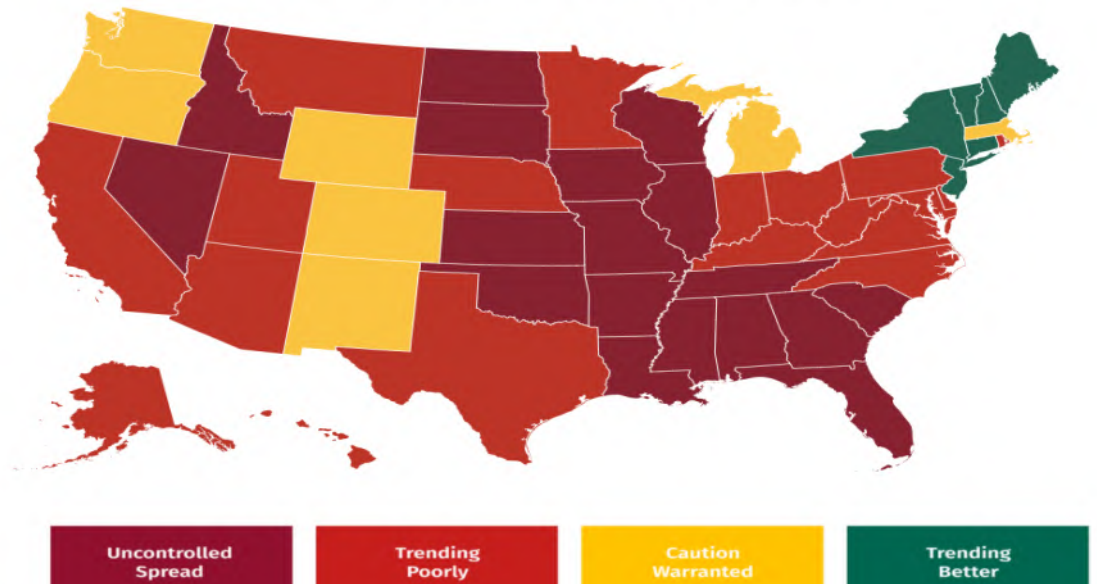 Uncontrolled
Spread
Trending
Poorly
Caution
Warranted
Trending
Better